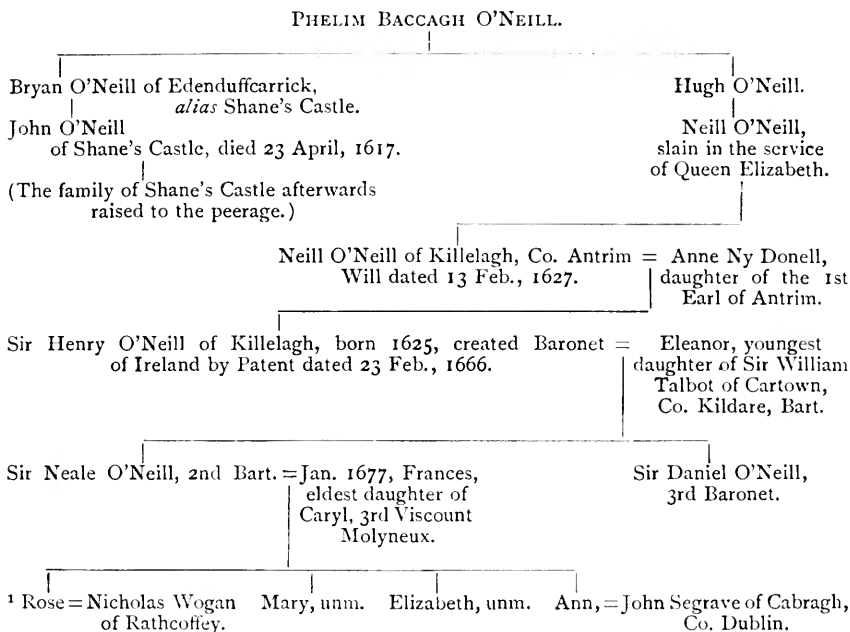 PHELIM BACCAGH O'NEILL.
Bryan O'Neill of Edenduffcarrick,
alias Shane's Castle.
Hugh O'Neill.
John O'Neill
of Shane's Castle, died 23 April, 1617.
Neill O'Neill,
slain in the service
of Queen Elizabeth.
(The family of Shane's Castle afterwards
raised to the peerage.)
Neill O'Neill of Killelagh, Co. Antrim = Anne Ny Donell,
Will dated 13 Feb., 1627.
daughter of the 1st
Earl of Antrim.
Sir Henry O'Neill of Killelagh, born 1625, created Baronet = Eleanor, youngest
of Ireland by Patent dated 23 Feb., 1666.
daughter of Sir William
Talbot of Cartown,
Co. Kildare, Bart.
Sir Neale O'Neill, 2nd Bart. = Jan. 1677, Frances,
eldest daughter of
Caryl, 3rd Viscount
Molyneux.
Sir Daniel O'Neill,
3rd Baronet.
¹ Rose = Nicholas Wogan
of Rathcoffey.
Mary, unm.
Elizabeth, unm.
Ann, = John Segrave of Cabragh,
Co. Dublin.